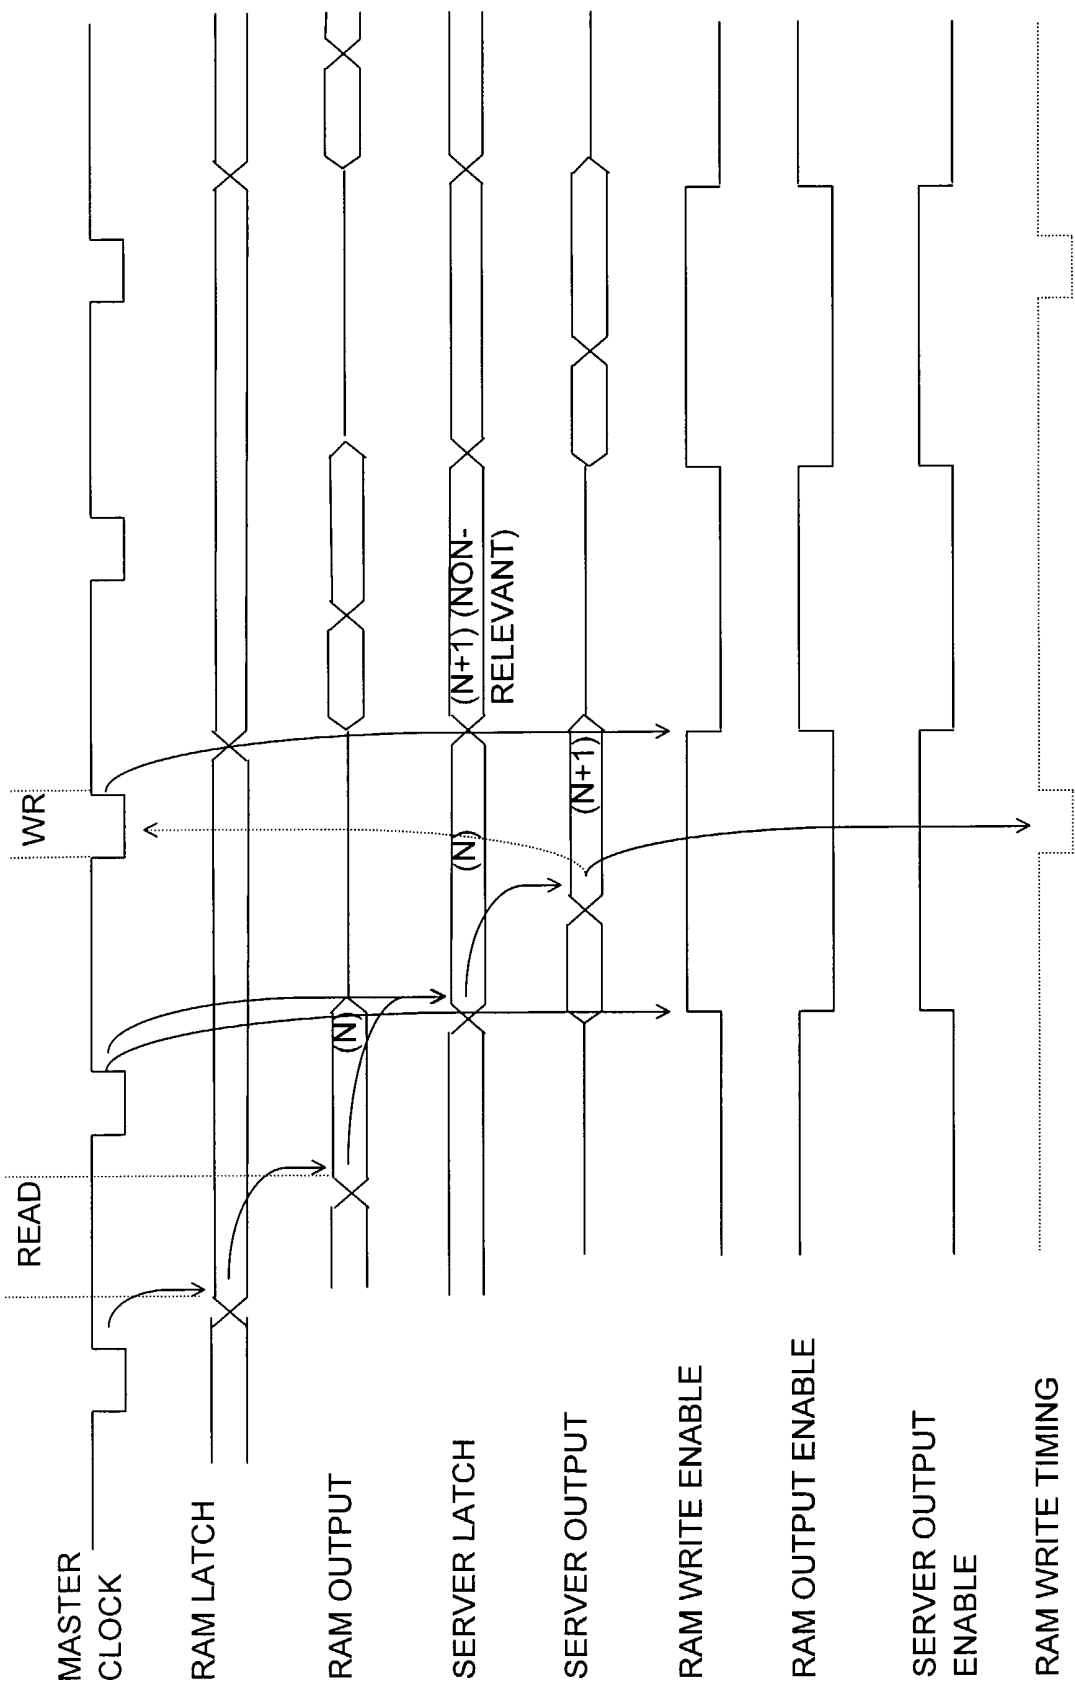 READ
WR
MASTER
CLOCK
RAM LATCH
RAM OUTPUT
(N)
SERVER LATCH
(N)
(N+1) (NON-
RELEVANT)
SERVER OUTPUT
(N+1)
RAM WRITE ENABLE
RAM OUTPUT ENABLE
SERVER OUTPUT
ENABLE
RAM WRITE TIMING